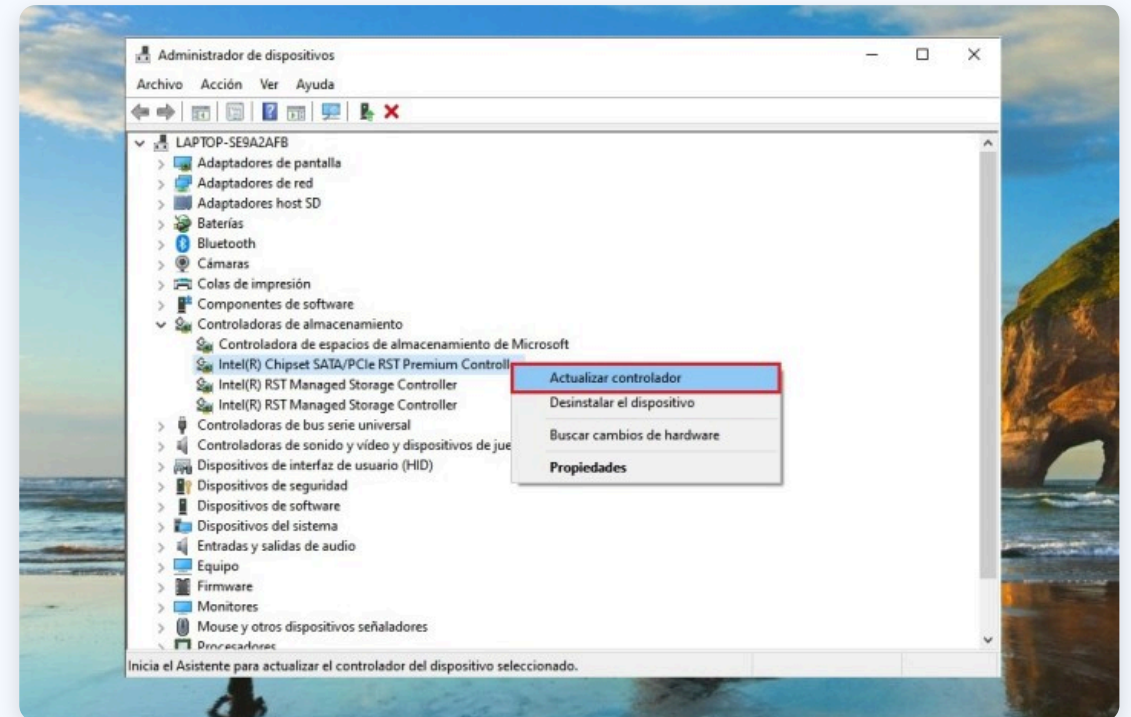 Administrador de dispositivos
Archivo Acción Ver Ayuda
LAPTOP-SE9A2AFB
Adaptadores de pantalla
Adaptadores de red
Adaptadores host SD
Baterías
Bluetooth
Cámaras
Colas de impresión
Componentes de software
Controladoras de almacenamiento
Controladora de espacios de almacenamiento de Microsoft
Intel(R) Chipset SATA/PCIe RST Premium Controll
Actualizar controlador
Intel(R) RST Managed Storage Controller
Desinstalar el dispositivo
Intel(R) RST Managed Storage Controller
Controladoras de bus serie universal
Buscar cambios de hardware
Controladoras de sonido y vídeo y dispositivos de jue
Dispositivos de interfaz de usuario (HID)
Propiedades
Dispositivos de seguridad
Dispositivos de software
Dispositivos del sistema
Entradas y salidas de audio
Equipo
Firmware
Monitores
Mouse y otros dispositivos señaladores
Procesadores
Inicia el Asistente para actualizar el controlador del dispositivo seleccionado.